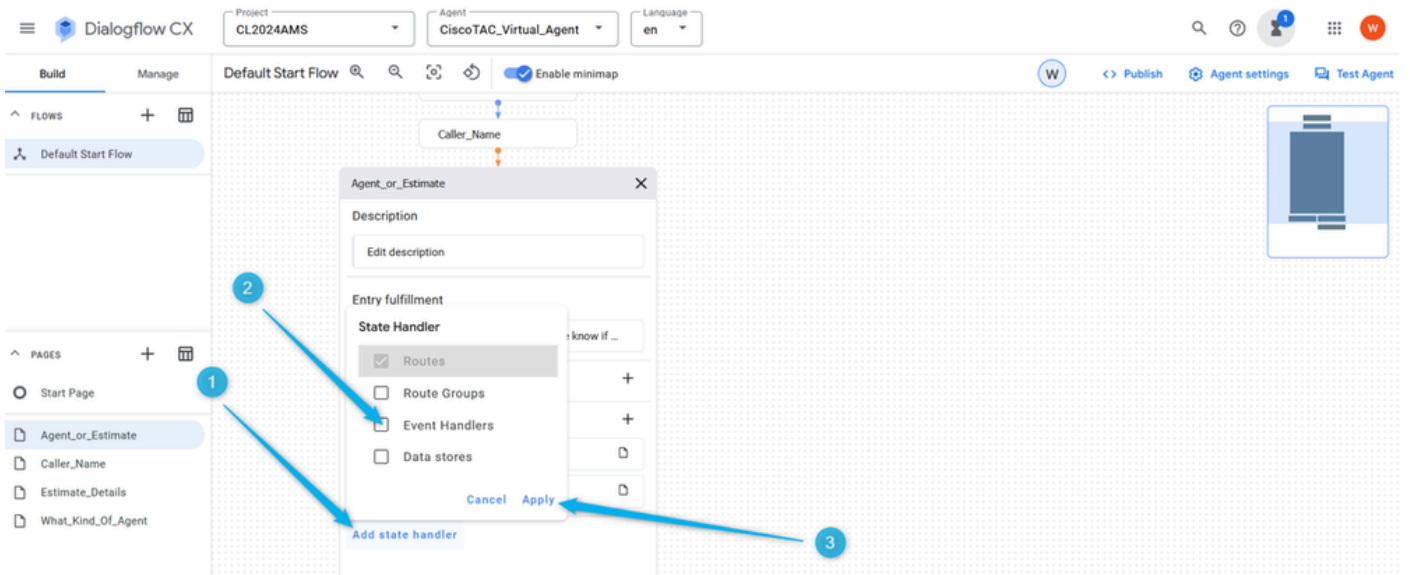 Project
Agent
Language
Dialogflow CX
CL2024AMS
CiscoTAC_Virtual_Agent
en
1
W
Build
Manage
Default Start Flow
Enable minimap
W
<> Publish
Agent settings
Test Agent
FLOWS
Default Start Flow
Caller_Name
Agent_or_Estimate
Description
Edit description
2
Entry fulfillment
State Handler
e know if ...
Routes
Route Groups
Event Handlers
Data stores
Cancel
Apply
Add state handler
PAGES
1
Start Page
Agent_or_Estimate
Caller_Name
Estimate_Details
What_Kind_Of_Agent
3